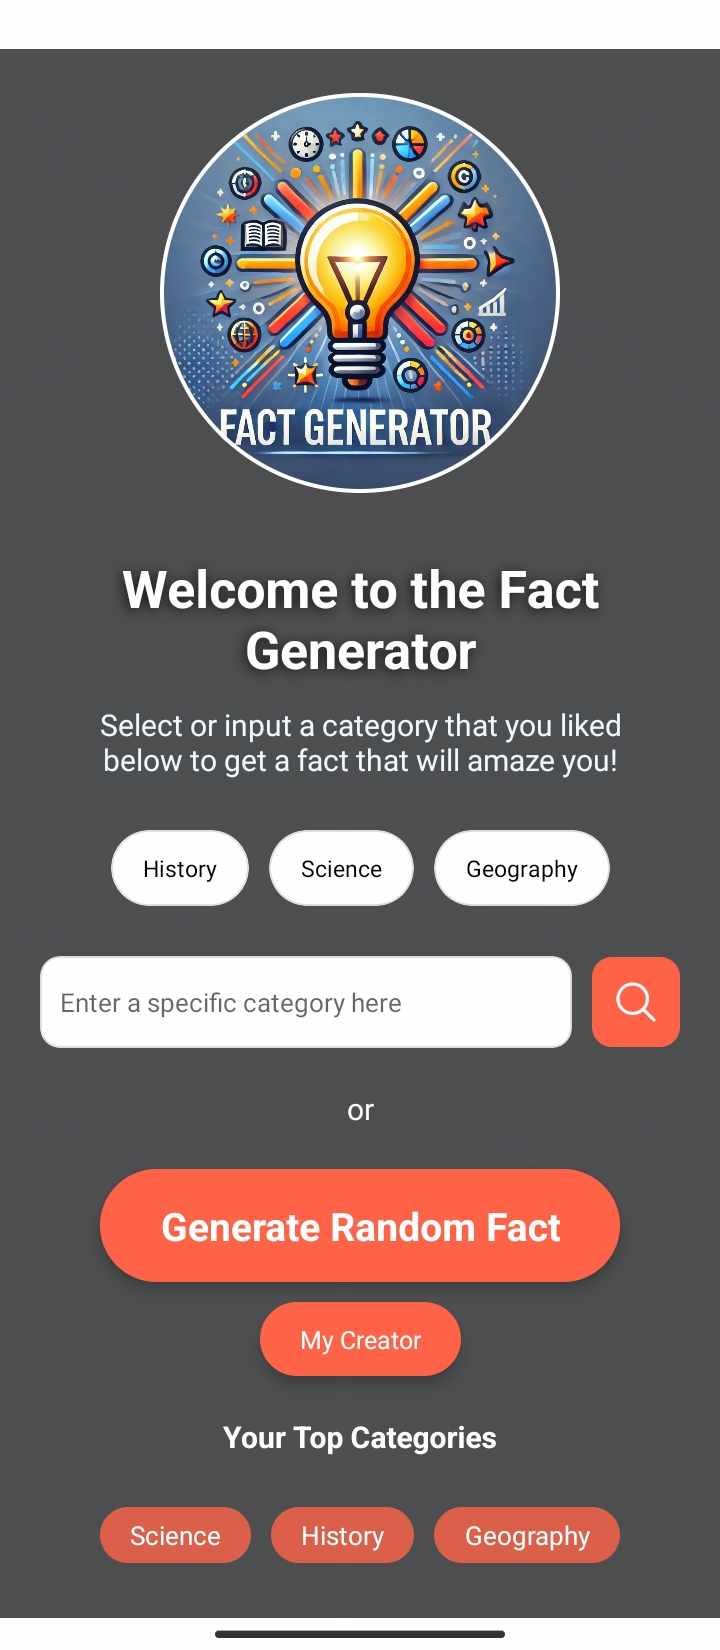 FACT GENERATOR
Welcome to the Fact
Generator
Select or input a category that you liked
below to get a fact that will amaze you!
History Science Geography
Enter a specific category here
or
Generate Random Fact
My Creator
Your Top Categories
Science History Geography